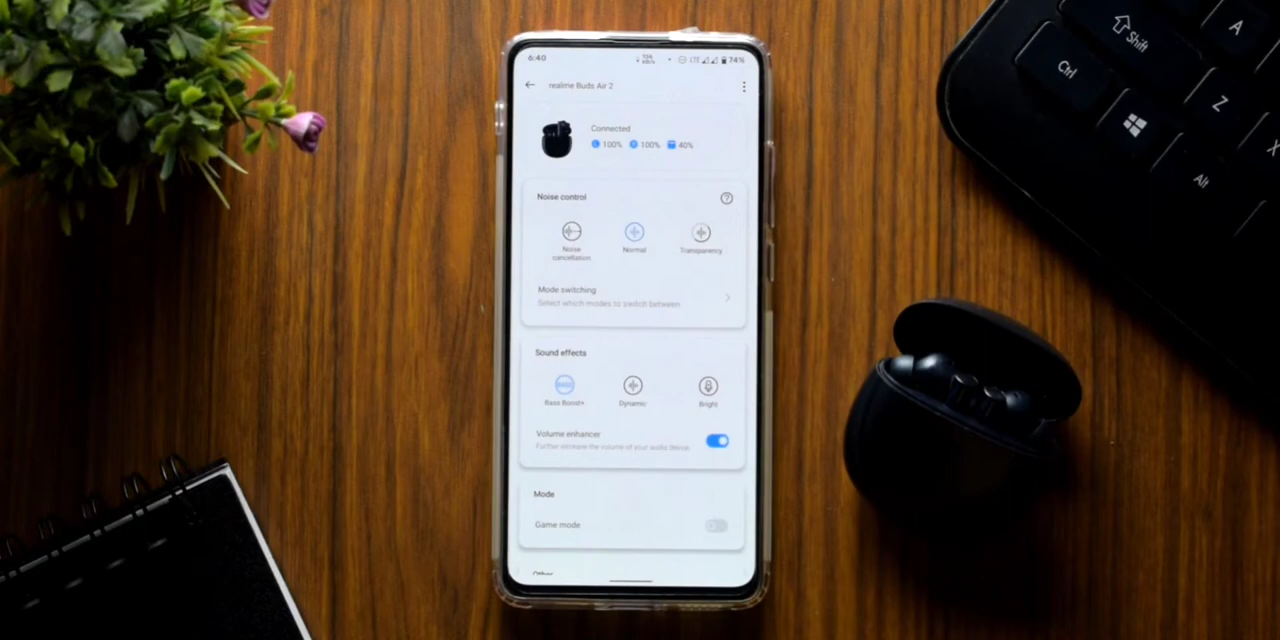 6:40
LTE 74%
realme Buds Air 2
Connected
100% 100% 40%
Noise control
Noise cancellation
Normal
Transparency
Mode switching
Select which modes to switch between
Sound effects
Bass Boost+
Dynamic
Bright
Volume enhancer
Further increase the volume of your audio device.
Mode
Game mode
Other
Shift
A
Ctrl
Z
X
Alt